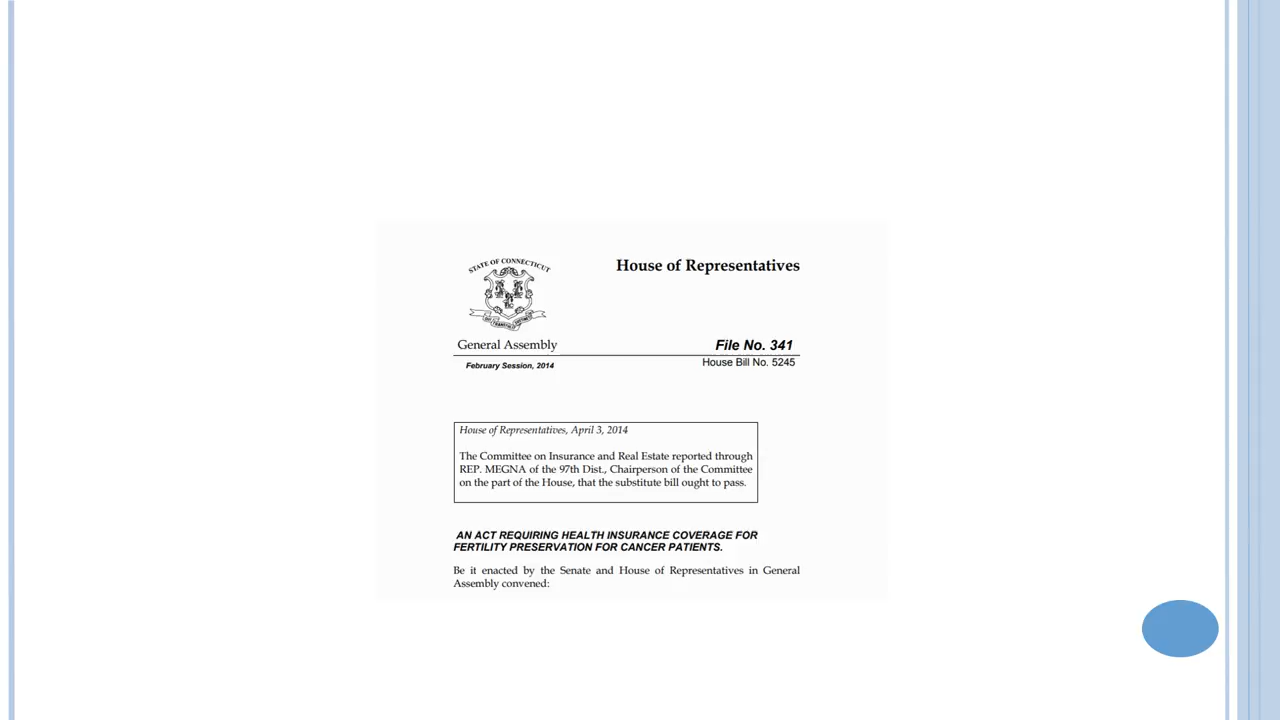 STATE OF CONNECTICUT
House of Representatives
General Assembly
File No. 341
February Session, 2014
House Bill No. 5245
House of Representatives, April 3, 2014
The Committee on Insurance and Real Estate reported through
REP. MEGNA of the 97th Dist., Chairperson of the Committee
on the part of the House, that the substitute bill ought to pass.
AN ACT REQUIRING HEALTH INSURANCE COVERAGE FOR
FERTILITY PRESERVATION FOR CANCER PATIENTS.
Be it enacted by the Senate and House of Representatives in General
Assembly convened: